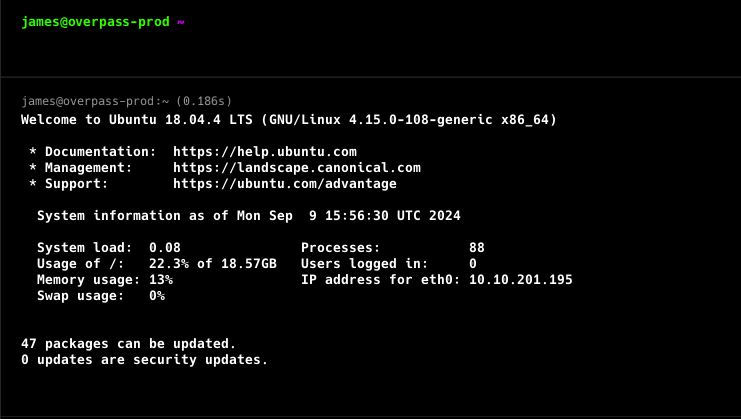 james@overpass-prod ~
james@overpass-prod:~ (0.186s)
Welcome to Ubuntu 18.04.4 LTS (GNU/Linux 4.15.0-108-generic x86_64)
* Documentation:  https://help.ubuntu.com
* Management:     https://landscape.canonical.com
* Support:        https://ubuntu.com/advantage
System information as of Mon Sep  9 15:56:30 UTC 2024
System load:  0.08               Processes:           88
Usage of /:   22.3% of 18.57GB   Users logged in:     0
Memory usage: 13%                IP address for eth0: 10.10.201.195
Swap usage:   0%
47 packages can be updated.
0 updates are security updates.